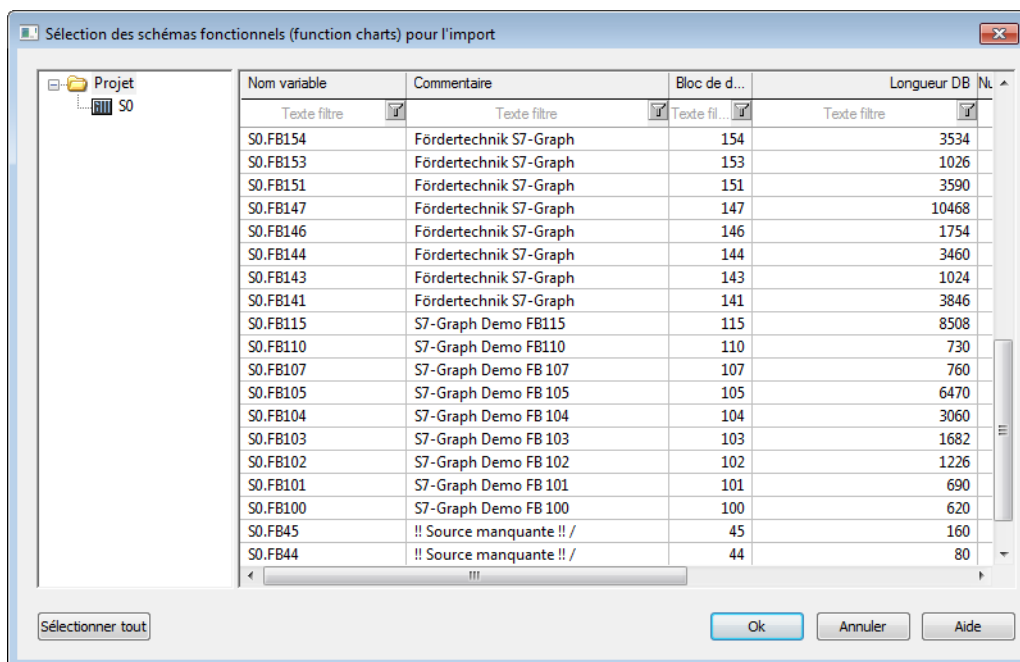 Sélection des schémas fonctionnels (function charts) pour l'import
Projet
S0
Nom variable Commentaire Bloc de d... Longueur DB Nu
Texte filtre Texte filtre Texte fil... Texte filtre
S0.FB154 Fördertechnik S7-Graph 154 3534
S0.FB153 Fördertechnik S7-Graph 153 1026
S0.FB151 Fördertechnik S7-Graph 151 3590
S0.FB147 Fördertechnik S7-Graph 147 10468
S0.FB146 Fördertechnik S7-Graph 146 1754
S0.FB144 Fördertechnik S7-Graph 144 3460
S0.FB143 Fördertechnik S7-Graph 143 1024
S0.FB141 Fördertechnik S7-Graph 141 3846
S0.FB115 S7-Graph Demo FB115 115 8508
S0.FB110 S7-Graph Demo FB110 110 730
S0.FB107 S7-Graph Demo FB 107 107 760
S0.FB105 S7-Graph Demo FB 105 105 6470
S0.FB104 S7-Graph Demo FB 104 104 3060
S0.FB103 S7-Graph Demo FB 103 103 1682
S0.FB102 S7-Graph Demo FB 102 102 1226
S0.FB101 S7-Graph Demo FB 101 101 690
S0.FB100 S7-Graph Demo FB 100 100 620
S0.FB45 !! Source manquante !! / 45 160
S0.FB44 !! Source manquante !! / 44 80
Sélectionner tout Ok Annuler Aide